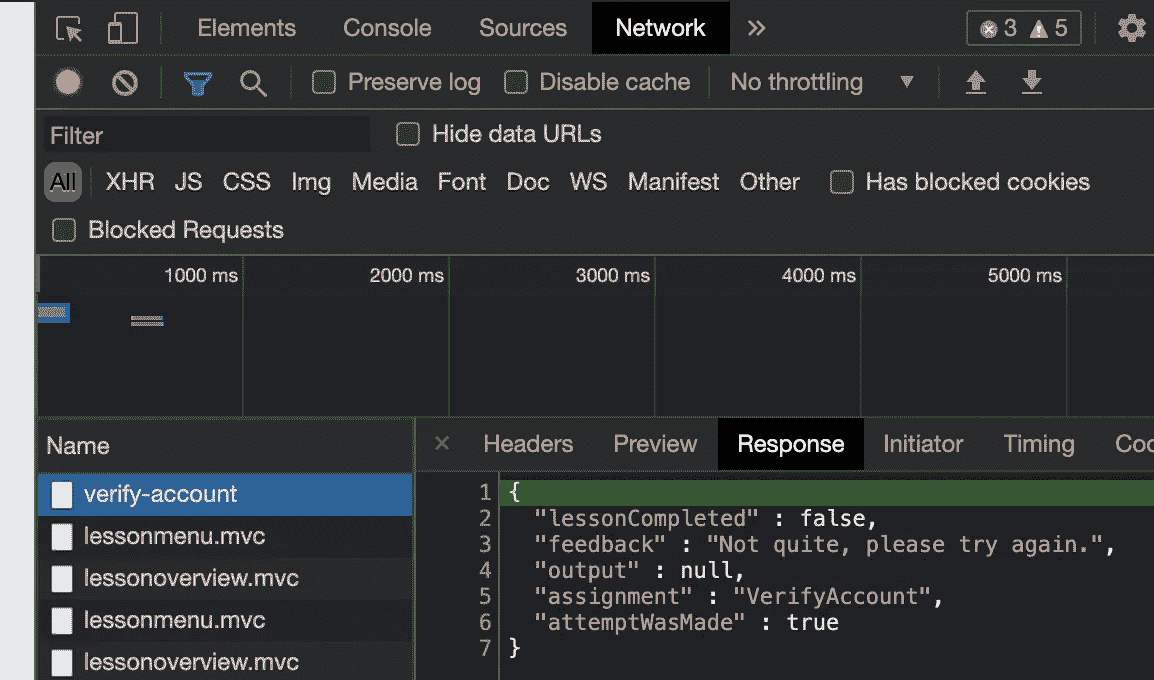 Elements Console Sources Network 3 5
Preserve log Disable cache No throttling
Filter Hide data URLs
All XHR JS CSS Img Media Font Doc WS Manifest Other Has blocked cookies
Blocked Requests
1000 ms 2000 ms 3000 ms 4000 ms 5000 ms
Name Headers Preview Response Initiator Timing Coo
verify-account
lessonmenu.mvc
lessonoverview.mvc
lessonmenu.mvc
lessonoverview.mvc
1 {
2 "lessonCompleted" : false,
3 "feedback" : "Not quite, please try again.",
4 "output" : null,
5 "assignment" : "VerifyAccount",
6 "attemptWasMade" : true
7 }